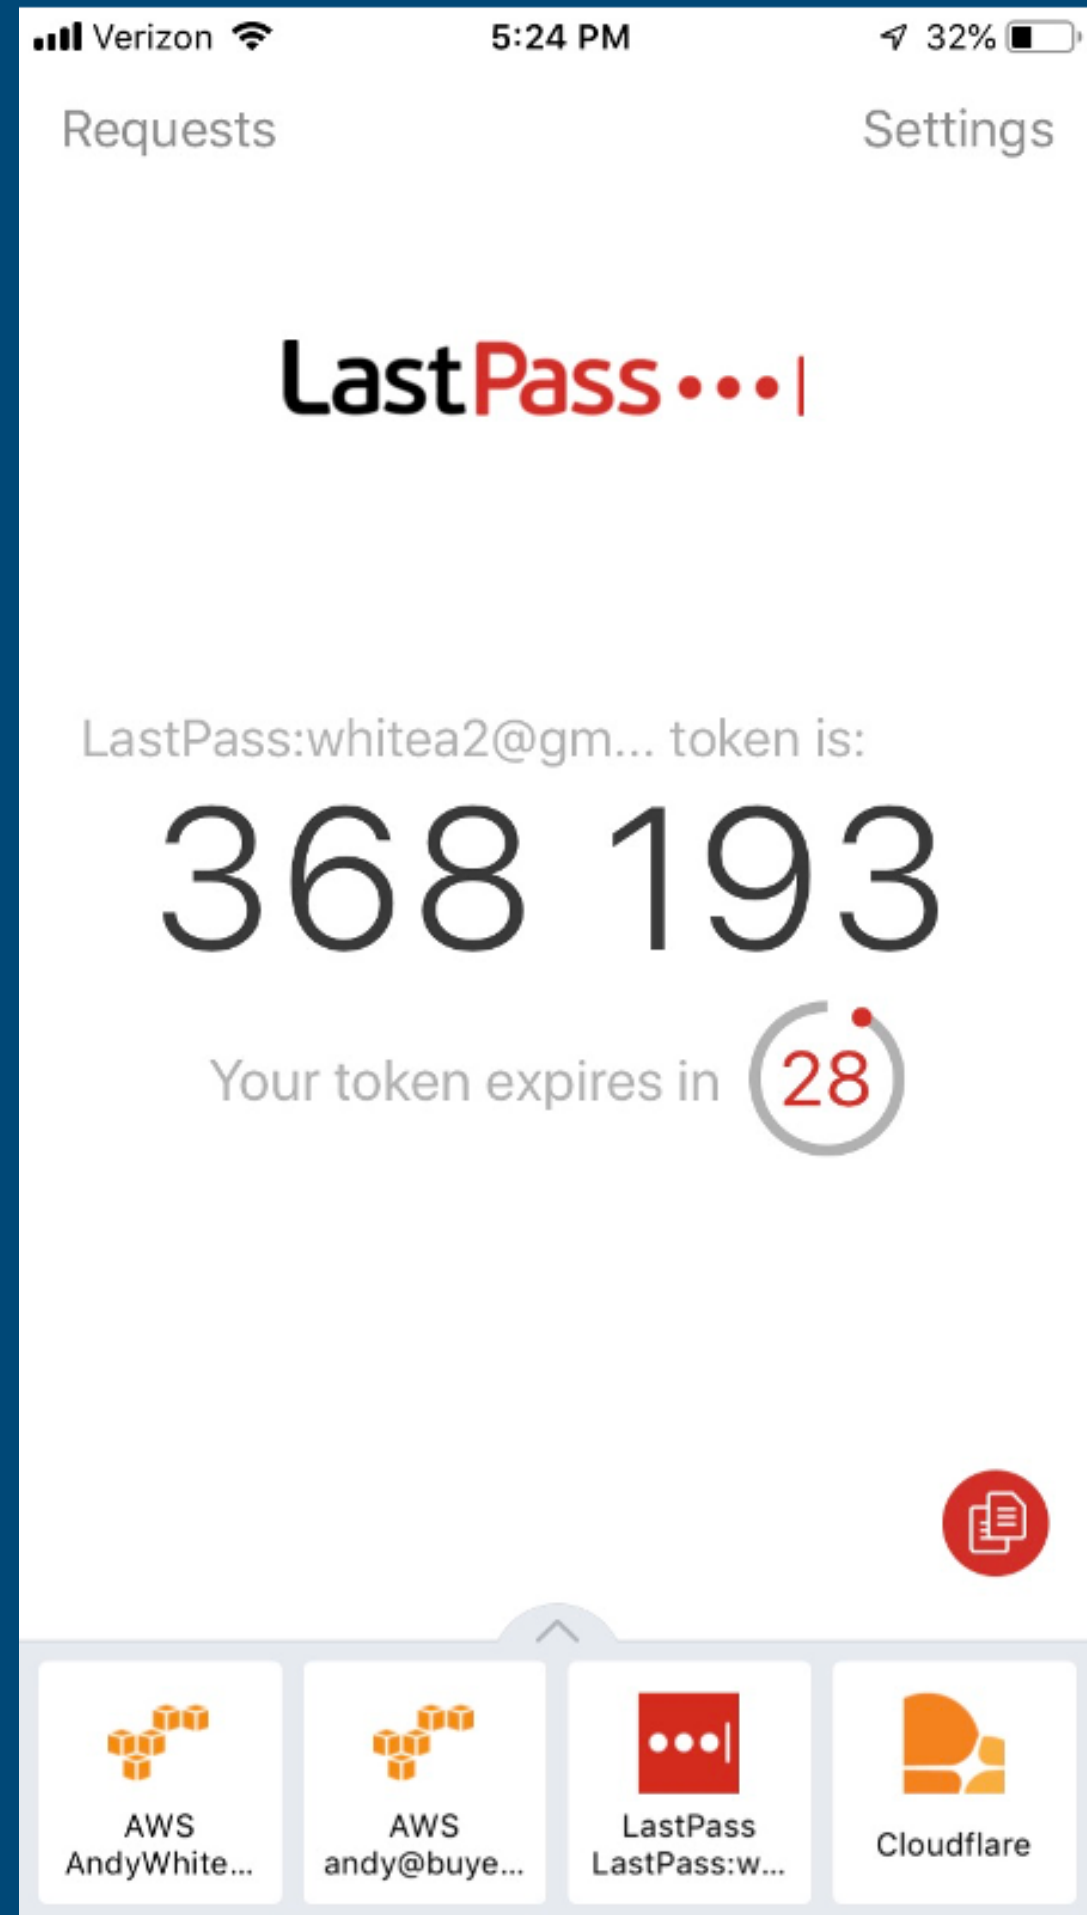 Verizon 5:24 PM 32%
Requests Settings
LastPass...|
LastPass:whitea2@gm... token is:
368 193
Your token expires in 28
AWS AndyWhite...
AWS andy@buye...
LastPass LastPass:w...
Cloudflare